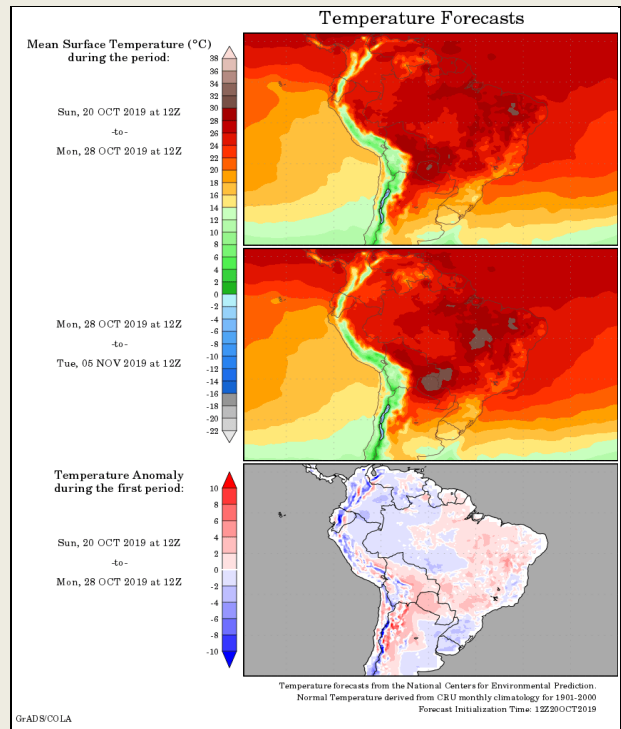 Temperature Forecasts
Mean Surface Temperature (°C)
during the period:
Sun, 20 OCT 2019 at 12Z
-to-
Mon, 28 OCT 2019 at 12Z
38
36
34
32
30
28
26
24
22
20
18
16
14
12
10
8
6
4
2
0
-2
-4
-6
-8
-10
-12
-14
-16
-18
-20
-22
Mon, 28 OCT 2019 at 12Z
-to-
Tue, 05 NOV 2019 at 12Z
Temperature Anomaly
during the first period:
Sun, 20 OCT 2019 at 12Z
-to-
Mon, 28 OCT 2019 at 12Z
10
8
6
4
2
0
-2
-4
-6
-8
-10
Temperature forecasts from the National Centers for Environmental Prediction.
Normal Temperature derived from CRU monthly climatology for 1901-2000
Forecast Initialization Time: 12Z20OCT2019
GrADS/COLA